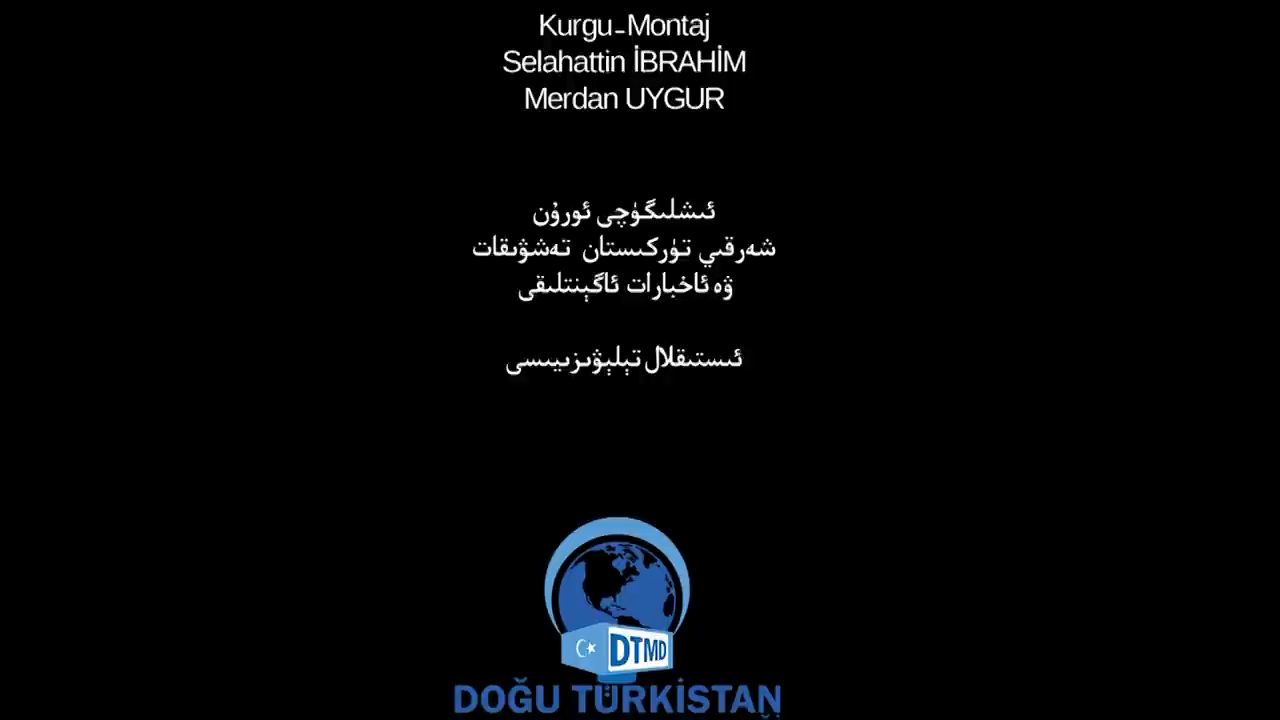 Kurgu-Montaj
Selahattin İBRAHİM
Merdan UYGUR
ئىشلىگۈچى ئورۇن
شەرقىي تۈركىستان تەشۋىقات
ۋە ئاخبارات ئاگېنتلىقى
ئىستىقلال تېلېۋىزىيىسى
DTMD
DOĞU TÜRKİSTAN